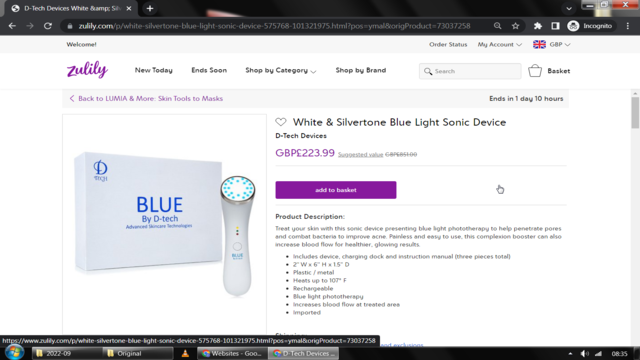 D-Tech Devices White &amp; Silv
zulily.com/p/white-silvertone-blue-light-sonic-device-575768-101321975.html?pos=ymal&origProduct=73037258
Incognito
Welcome!
Order Status
My Account
GBP
zulily
New Today
Ends Soon
Shop by Category
Shop by Brand
Search
Basket
Back to LUMIA & More: Skin Tools to Masks
Ends in 1 day 10 hours
White & Silvertone Blue Light Sonic Device
D-Tech Devices
GBP£223.99 Suggested value GBP£851.00
add to basket
Product Description:
Treat your skin with this sonic device presenting blue light phototherapy to help penetrate pores
and combat bacteria to improve acne. Painless and easy to use, this complexion booster can also
increase blood flow for healthier, glowing results.
Includes device, charging dock and instruction manual (three pieces total)
2'' W x 6'' H x 1.5'' D
Plastic / metal
Heats up to 107° F
Rechargeable
Blue light phototherapy
Increases blood flow at treated area
Imported
D
BLUE
By D-tech
Advanced Skincare Technologies
BLUE
and exclusions
https://www.zulily.com/p/white-silvertone-blue-light-sonic-device-575768-101321975.html?pos=ymal&origProduct=73037258
2022-09
Original
Websites - Goo...
D-Tech Devices ...
08:35